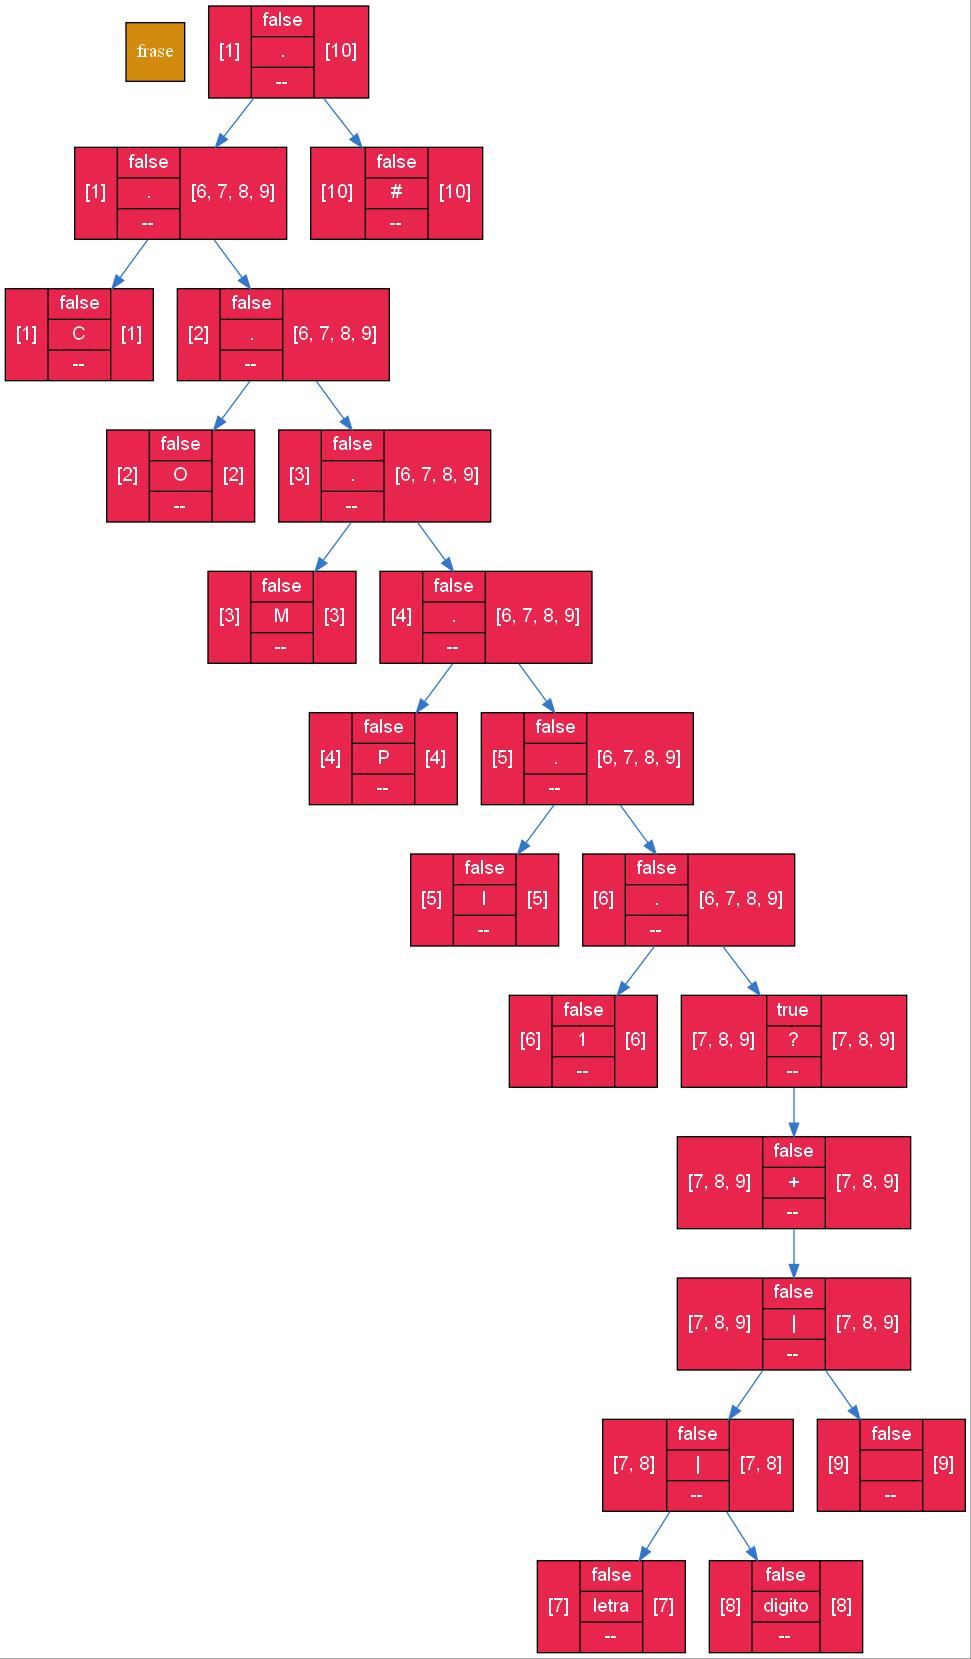 frase
false
[1] . [10]
--
false
[1] . [6, 7, 8, 9]
--
false
[10] # [10]
--
false
[1] C [1]
--
false
[2] . [6, 7, 8, 9]
--
false
[2] O [2]
--
false
[3] . [6, 7, 8, 9]
--
false
[3] M [3]
--
false
[4] . [6, 7, 8, 9]
--
false
[4] P [4]
--
false
[5] . [6, 7, 8, 9]
--
false
[5] I [5]
--
false
[6] . [6, 7, 8, 9]
--
false
[6] 1 [6]
--
true
[7, 8, 9] ? [7, 8, 9]
--
false
[7, 8, 9] + [7, 8, 9]
--
false
[7, 8, 9] | [7, 8, 9]
--
false
[7, 8] | [7, 8]
--
false
[9] [9]
--
false
[7] letra [7]
--
false
[8] digito [8]
--